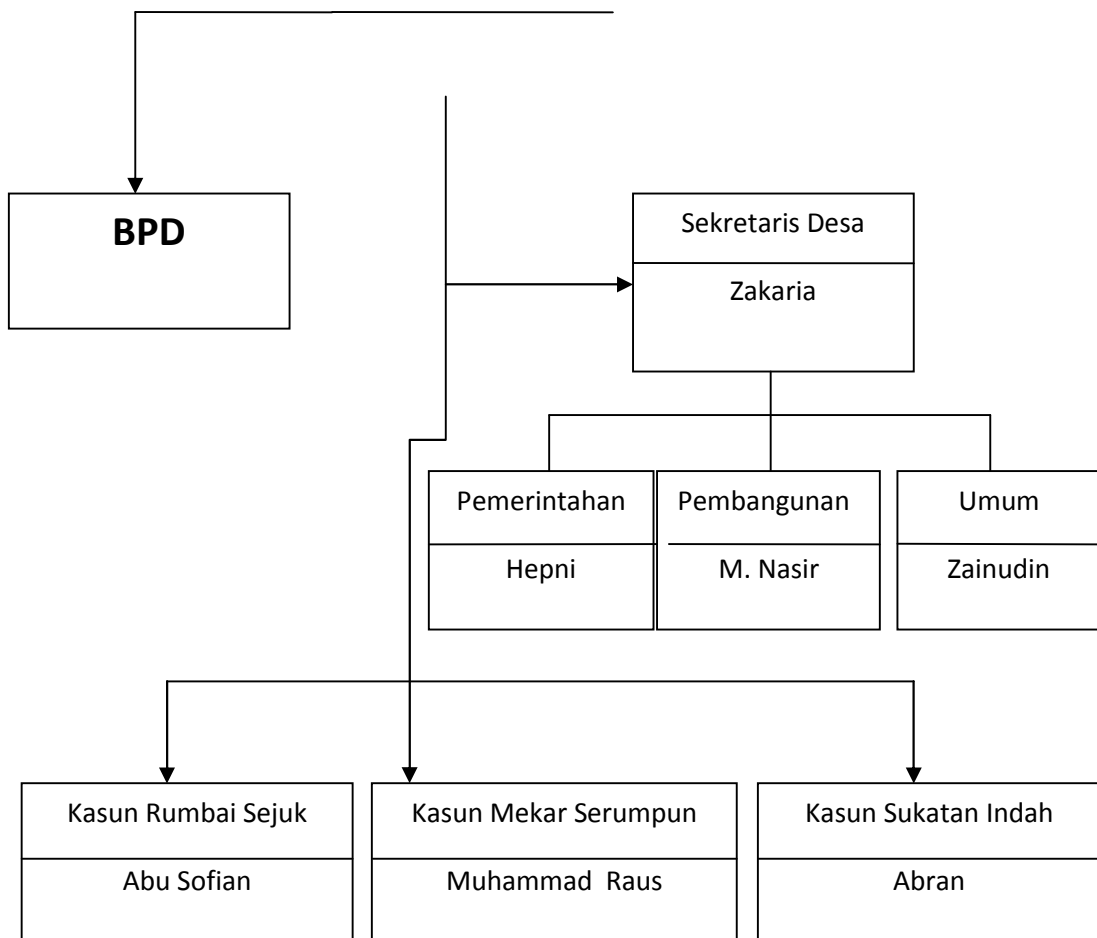 BPD
Sekretaris Desa
Zakaria
Pemerintahan
Hepni
Pembangunan
M. Nasir
Umum
Zainudin
Kasun Rumbai Sejuk
Abu Sofian
Kasun Mekar Serumpun
Muhammad  Raus
Kasun Sukatan Indah
Abran